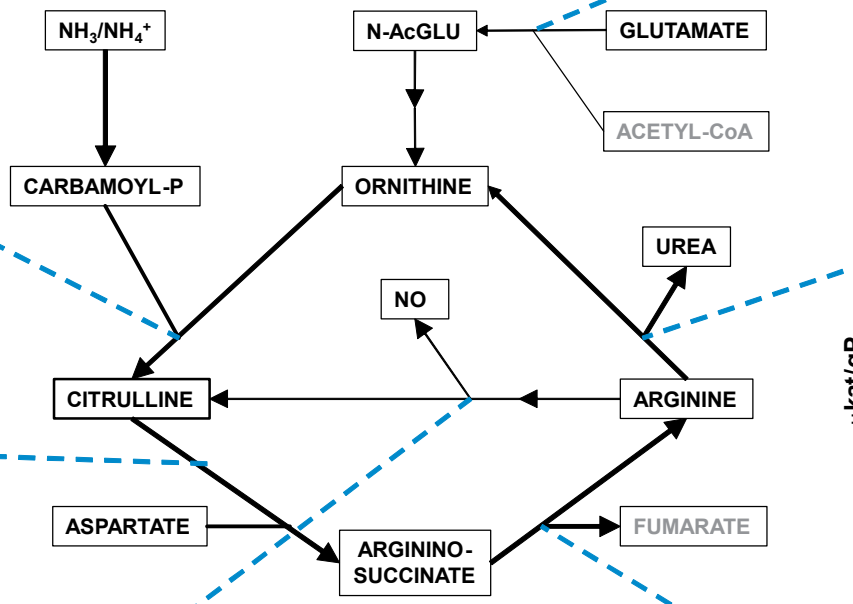 NH₃/NH₄⁺
N-AcGLU
GLUTAMATE
ACETYL-CoA
CARBAMOYL-P
ORNITHINE
UREA
NO
CITRULLINE
ARGININE
ASPARTATE
ARGININO-
SUCCINATE
FUMARATE